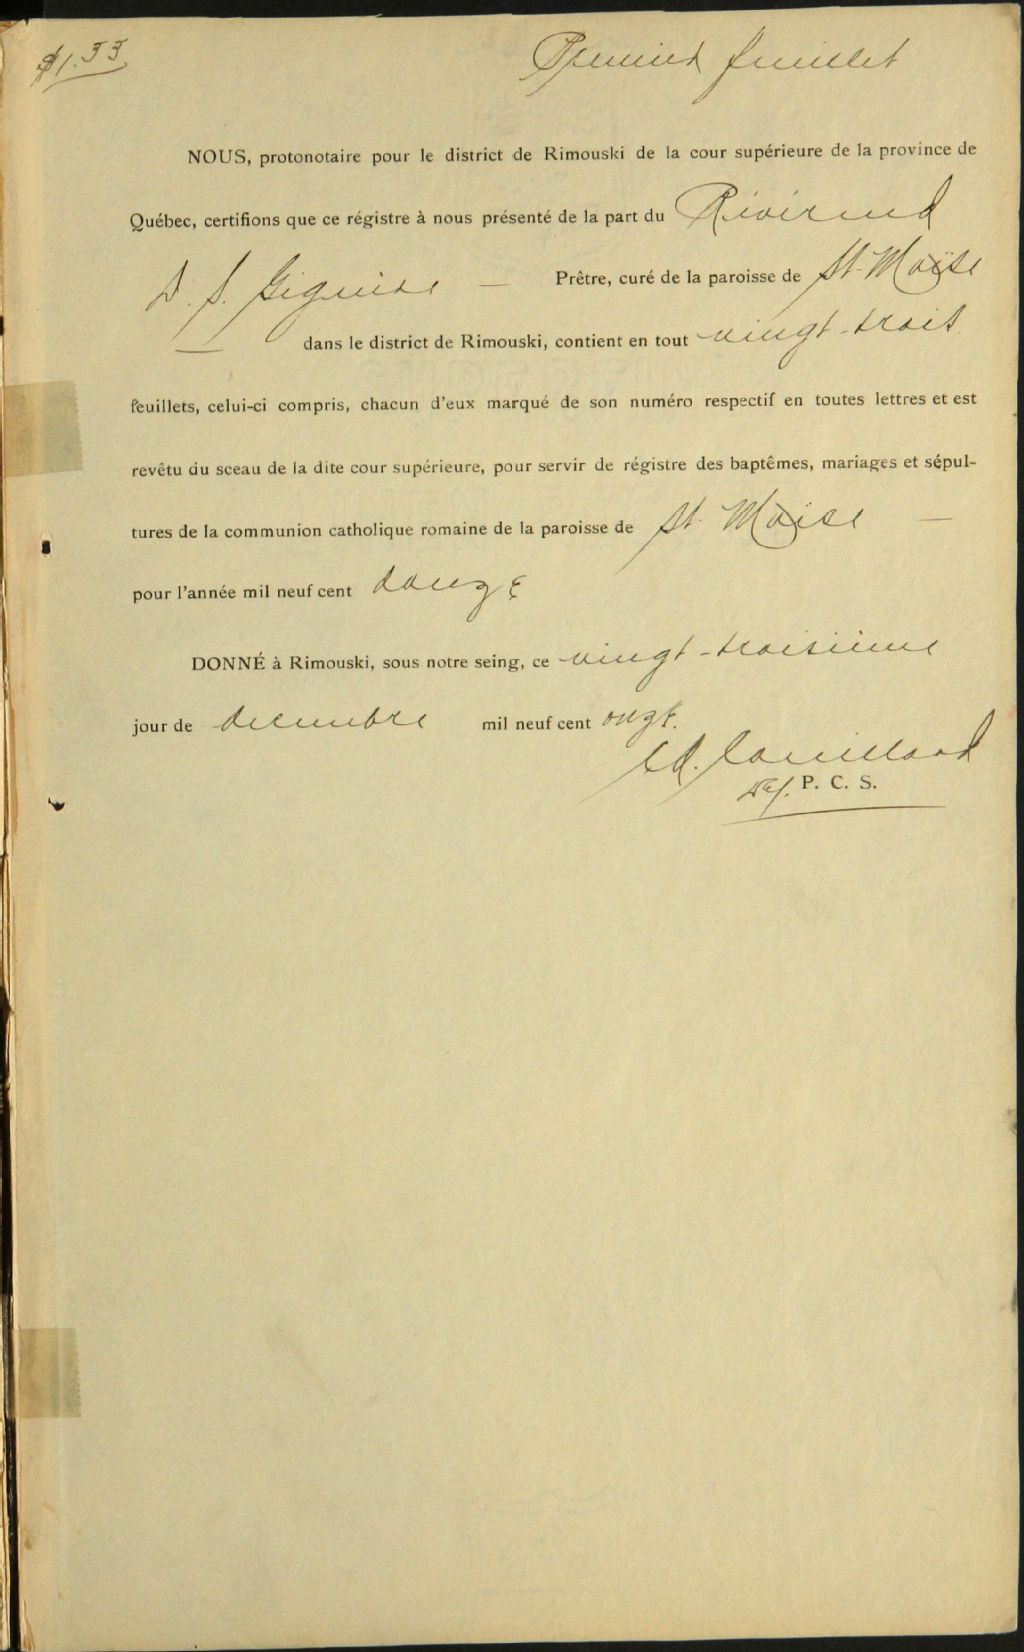 $1.33
Premier feuillet
NOUS, protonotaire pour le district de Rimouski de la cour supérieure de la province de
Québec, certifions que ce régistre à nous présenté de la part du Révérend
D. S. — Prêtre, curé de la paroisse de St. Moïse
— dans le district de Rimouski, contient en tout vingt-trois
feuillets, celui-ci compris, chacun d'eux marqué de son numéro respectif en toutes lettres et est
revêtu du sceau de la dite cour supérieure, pour servir de régistre des baptêmes, mariages et sépul-
tures de la communion catholique romaine de la paroisse de St. Moïse —
pour l'année mil neuf cent douze
DONNÉ à Rimouski, sous notre seing, ce vingt-troisième
jour de decembre mil neuf cent onze.
Couillard
Dep. P. C. S.